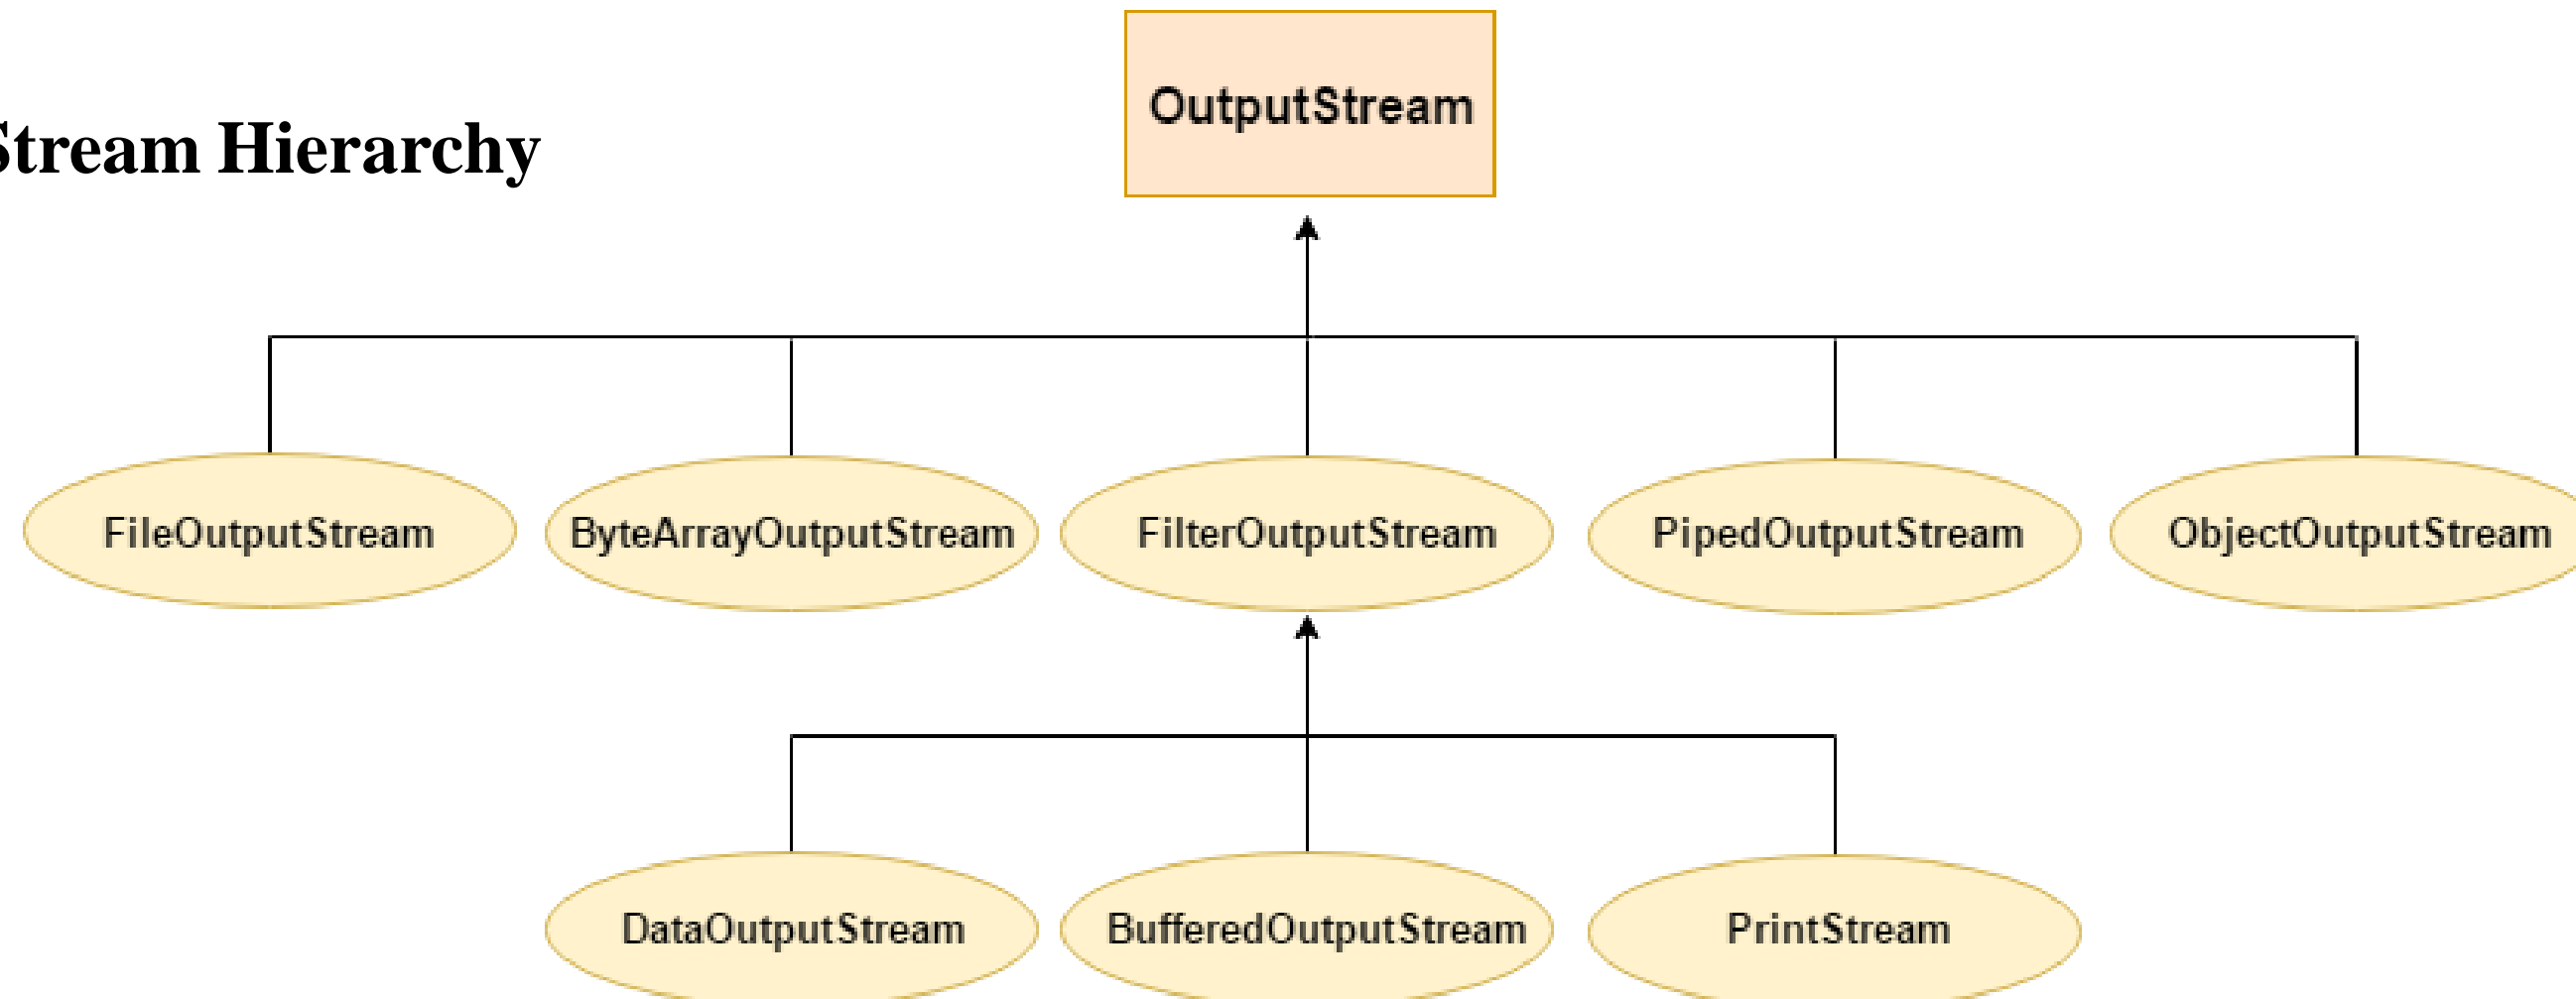 OutputStream
Stream Hierarchy
FileOutputStream ByteArrayOutputStream FilterOutputStream PipedOutputStream ObjectOutputStream
DataOutputStream BufferedOutputStream PrintStream